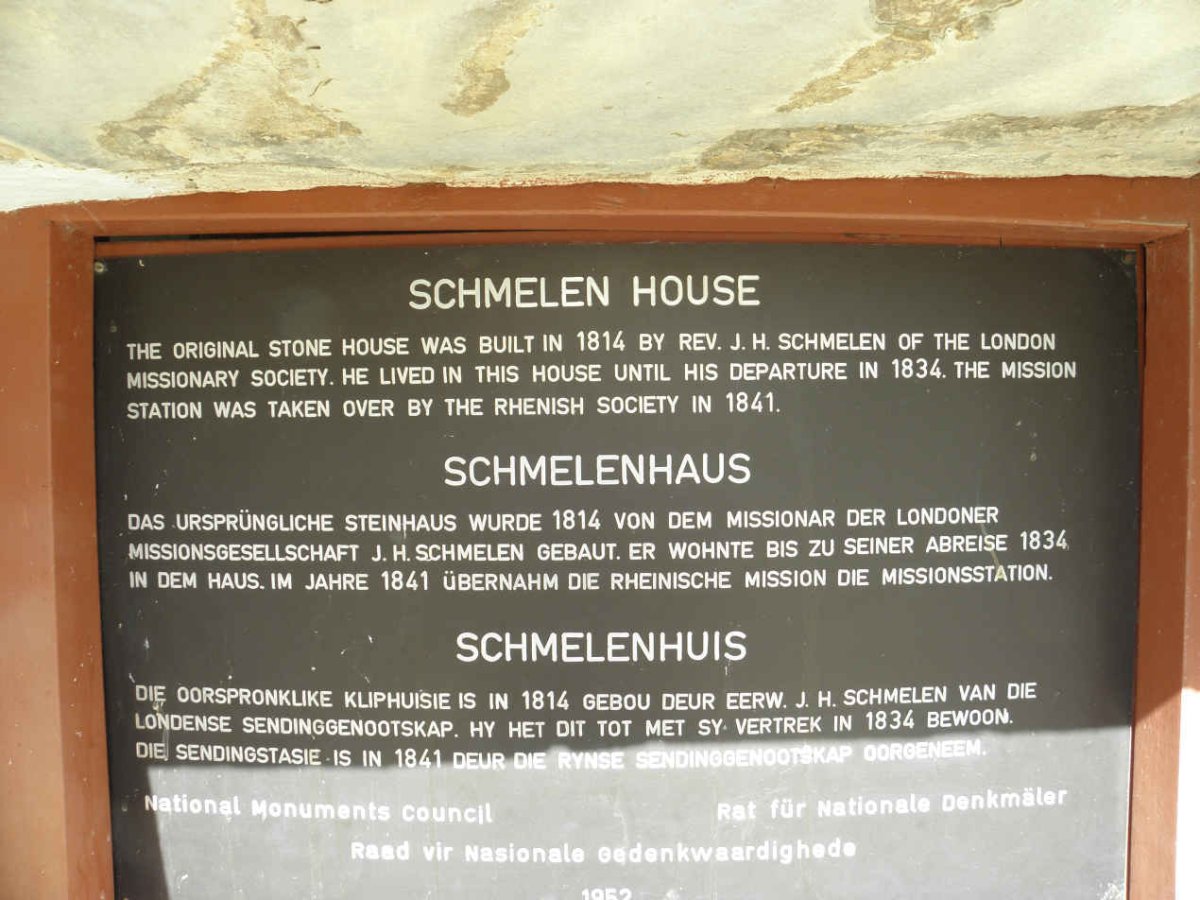 SCHMELEN HOUSE
THE ORIGINAL STONE HOUSE WAS BUILT IN 1814 BY REV. J. H. SCHMELEN OF THE LONDON
MISSIONARY SOCIETY. HE LIVED IN THIS HOUSE UNTIL HIS DEPARTURE IN 1834. THE MISSION
STATION WAS TAKEN OVER BY THE RHENISH SOCIETY IN 1841.
SCHMELENHAUS
DAS URSPRÜNGLICHE STEINHAUS WURDE 1814 VON DEM MISSIONAR DER LONDONER
MISSIONSGESELLSCHAFT J. H. SCHMELEN GEBAUT. ER WOHNTE BIS ZU SEINER ABREISE 1834
IN DEM HAUS. IM JAHRE 1841 ÜBERNAHM DIE RHEINISCHE MISSION DIE MISSIONSSTATION.
SCHMELENHUIS
DIE OORSPRONKLIKE KLIPHUISIE IS IN 1814 GEBOU DEUR EERW. J. H. SCHMELEN VAN DIE
LONDENSE SENDINGGENOOTSKAP. HY HET DIT TOT MET SY VERTREK IN 1834 BEWOON.
DIE SENDINGSTASIE IS IN 1841 DEUR DIE RYNSE SENDINGGENOOTSKAP OORGENEEM.
National Monuments Council Rat für Nationale Denkmäler
Raad vir Nasionale Gedenkwaardighede
1952